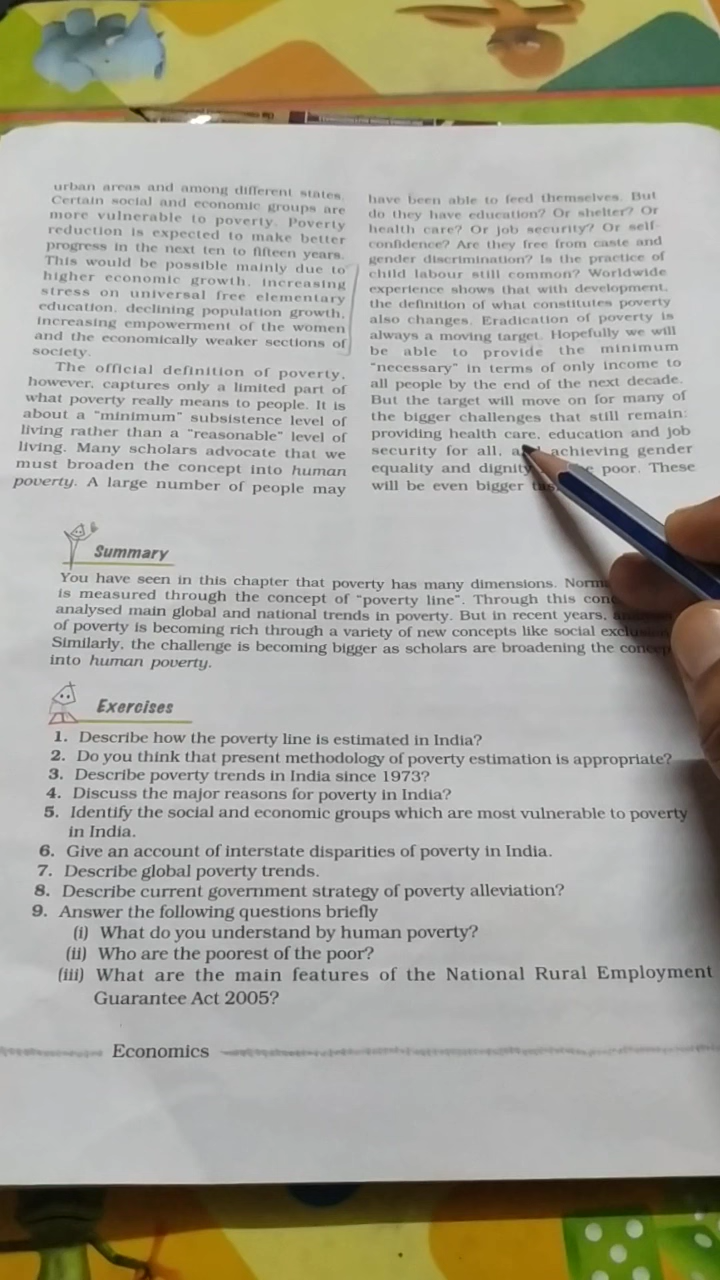 urban areas and among different states.
Certain social and economic groups are
more vulnerable to poverty. Poverty
reduction is expected to make better
progress in the next ten to fifteen years.
This would be possible mainly due to
higher economic growth, increasing
stress on universal free elementary
education, declining population growth,
increasing empowerment of the women
and the economically weaker sections of
society.
The official definition of poverty,
however, captures only a limited part of
what poverty really means to people. It is
about a "minimum" subsistence level of
living rather than a "reasonable" level of
living. Many scholars advocate that we
must broaden the concept into human
poverty. A large number of people may
have been able to feed themselves. But
do they have education? Or shelter? Or
health care? Or job security? Or self-
confidence? Are they free from caste and
gender discrimination? Is the practice of
child labour still common? Worldwide
experience shows that with development,
the definition of what constitutes poverty
also changes. Eradication of poverty is
always a moving target. Hopefully we will
be able to provide the minimum
"necessary" in terms of only income to
all people by the end of the next decade.
But the target will move on for many of
the bigger challenges that still remain:
providing health care, education and job
security for all, achieving gender
equality and dignity poor. These
will be even bigger
Summary
You have seen in this chapter that poverty has many dimensions.
is measured through the concept of "poverty line". Through this
analysed main global and national trends in poverty. But in recent years,
of poverty is becoming rich through a variety of new concepts like social
Similarly, the challenge is becoming bigger as scholars are broadening the
into human poverty.
Exercises
1. Describe how the poverty line is estimated in India?
2. Do you think that present methodology of poverty estimation is appropriate?
3. Describe poverty trends in India since 1973?
4. Discuss the major reasons for poverty in India?
5. Identify the social and economic groups which are most vulnerable to poverty
in India.
6. Give an account of interstate disparities of poverty in India.
7. Describe global poverty trends.
8. Describe current government strategy of poverty alleviation?
9. Answer the following questions briefly
(i) What do you understand by human poverty?
(ii) Who are the poorest of the poor?
(iii) What are the main features of the National Rural Employment
Guarantee Act 2005?
Economics